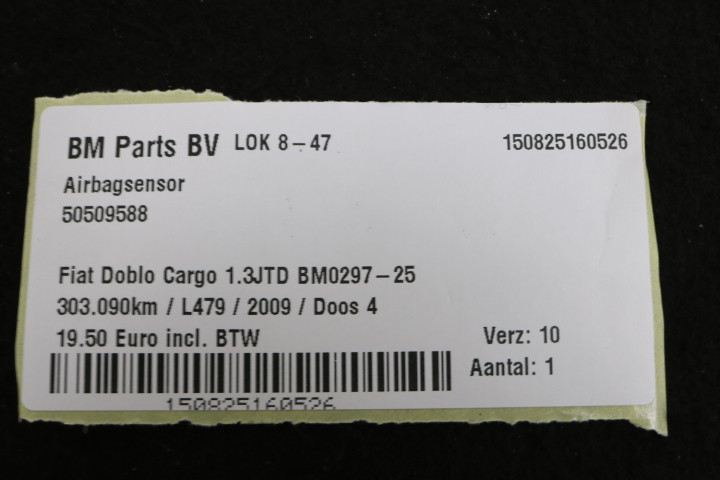 BM Parts BV LOK 8-47 150825160526
Airbagsensor
50509588
Fiat Doblo Cargo 1.3JTD BM0297-25
303.090km / L479 / 2009 / Doos 4
19.50 Euro incl. BTW Verz: 10
Aantal: 1
150825160526